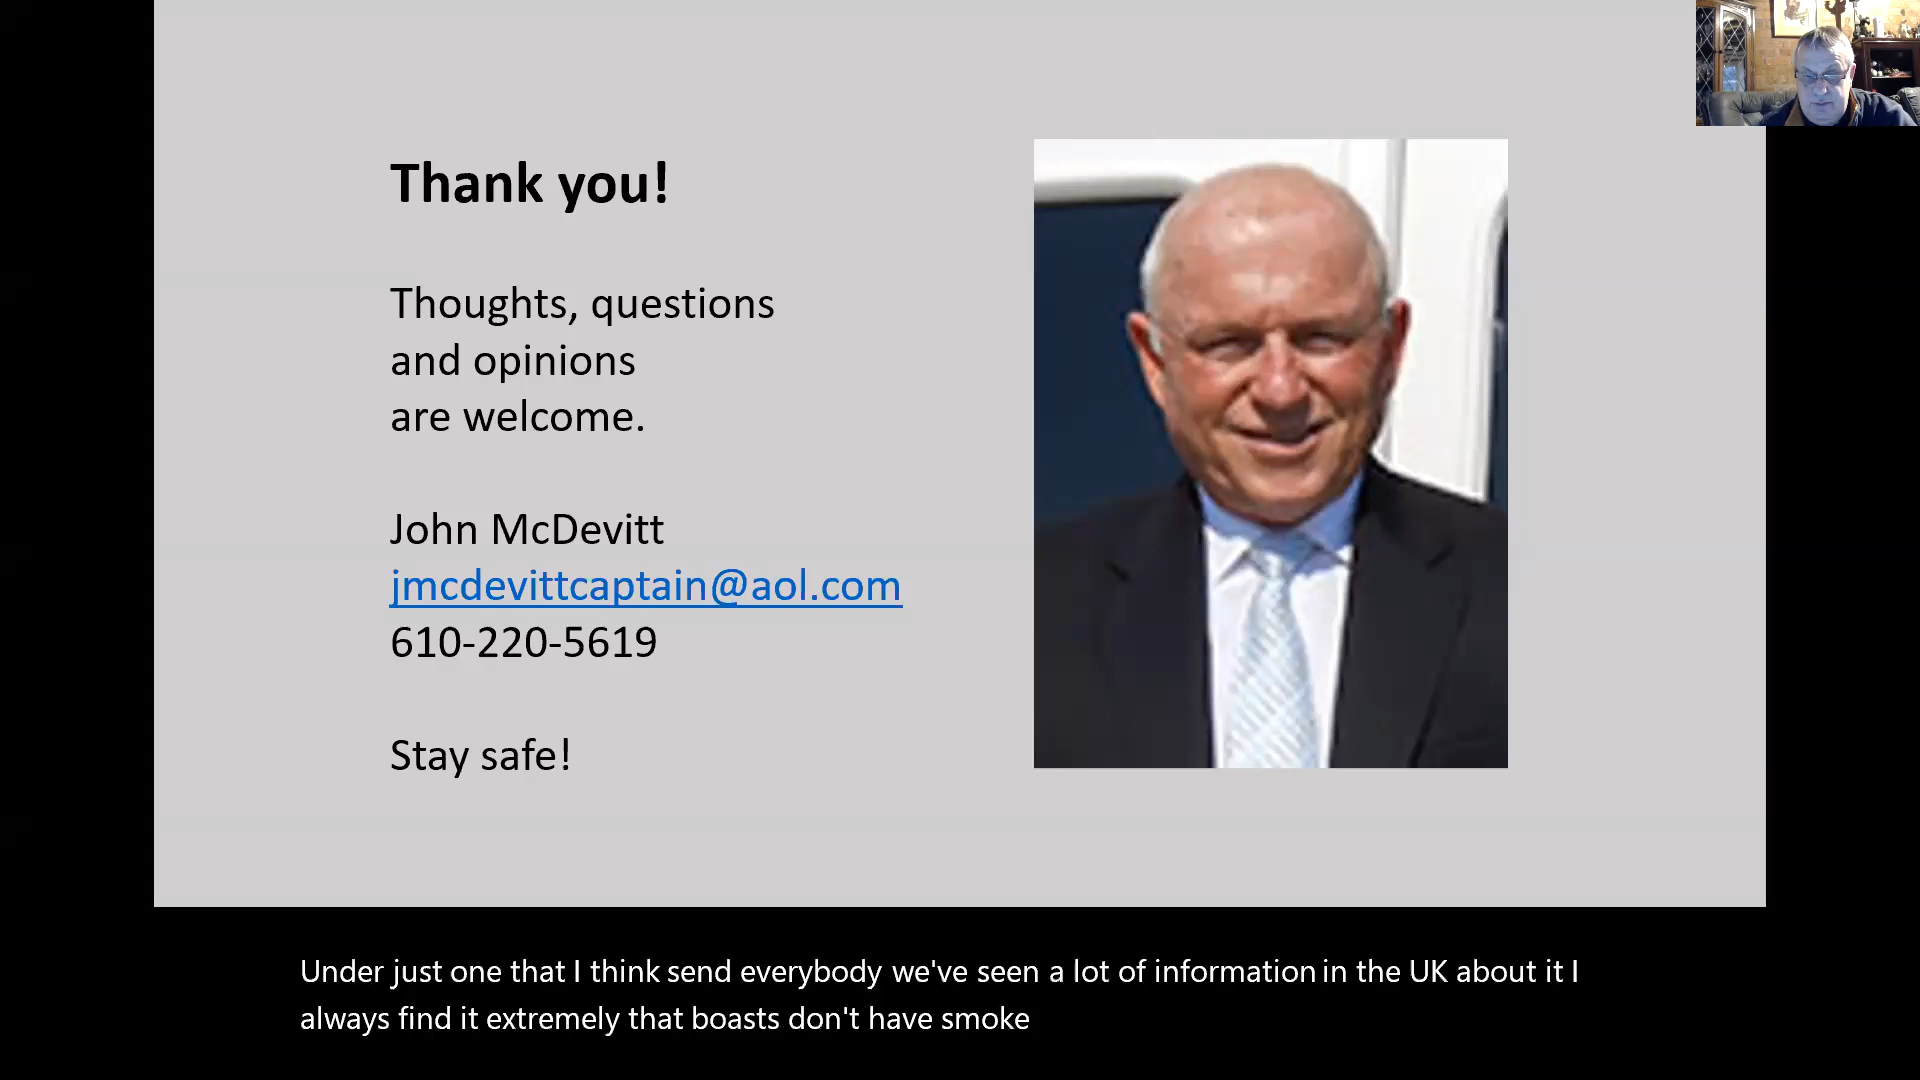 Thank you!
Thoughts, questions
and opinions
are welcome.
John McDevitt
jmcdevittcaptain@aol.com
610-220-5619
Stay safe!
Under just one that I think send everybody we've seen a lot of information in the UK about it I
always find it extremely that boasts don't have smoke